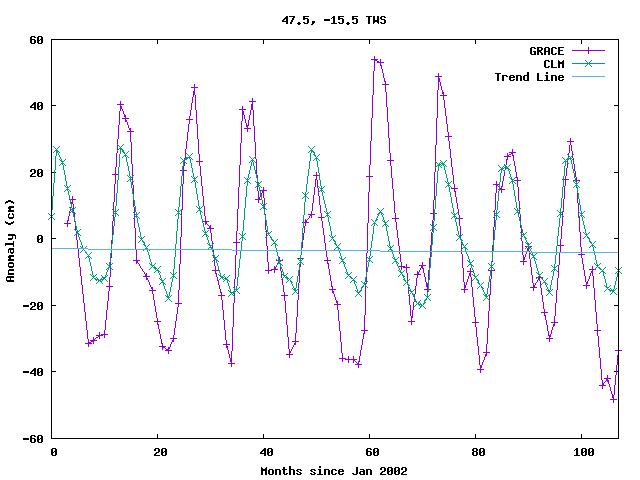 47.5, -15.5 TWS
GRACE
CLM
Trend Line
60
40
20
0
-20
-40
-60
Anomaly (cm)
0 20 40 60 80 100
Months since Jan 2002